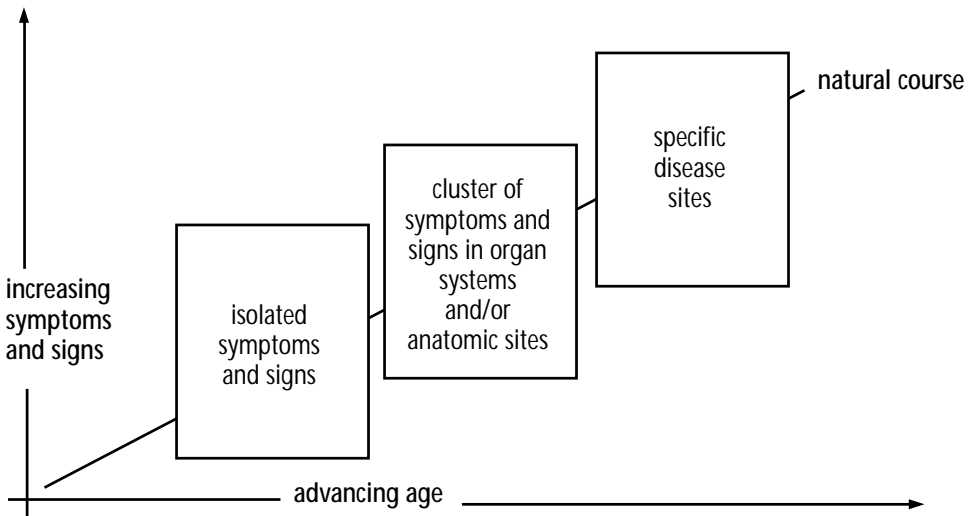 natural course
specific
disease
sites
cluster of
symptoms and
signs in organ
systems
and/or
anatomic sites
increasing
symptoms
and signs
isolated
symptoms
and signs
advancing age